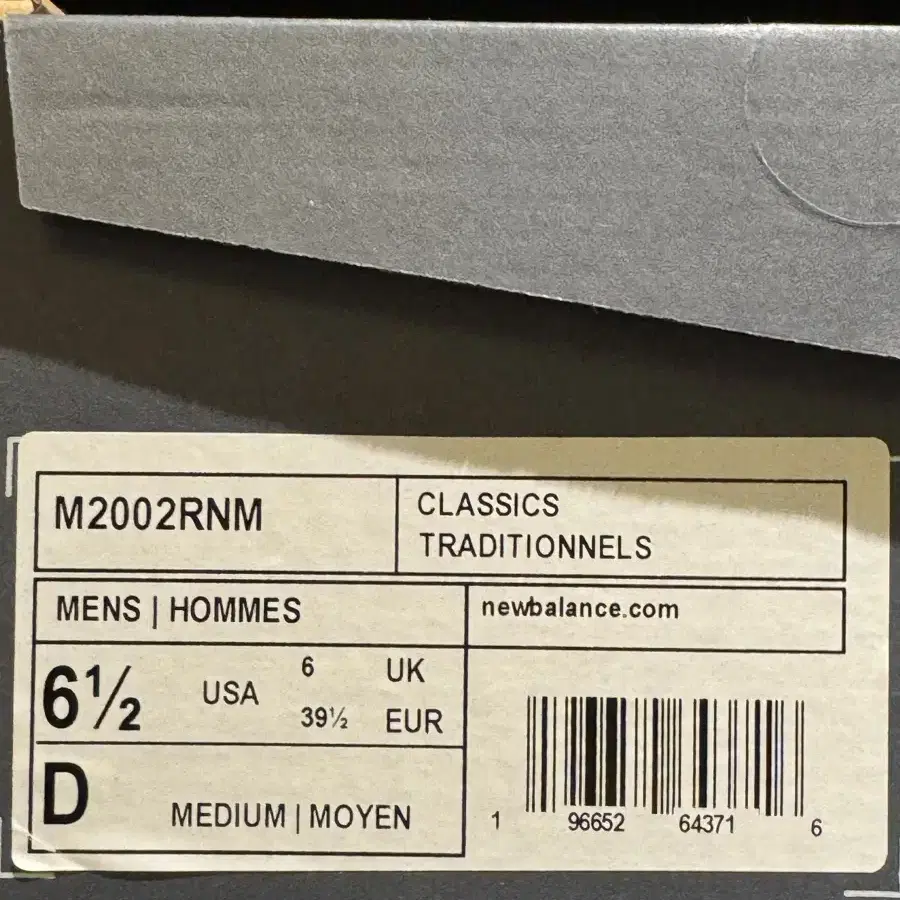 M2002RNM
CLASSICS
TRADITIONNELS
MENS | HOMMES
newbalance.com
6½ USA
6 UK
39½ EUR
D
MEDIUM | MOYEN
1 96652 64371 6